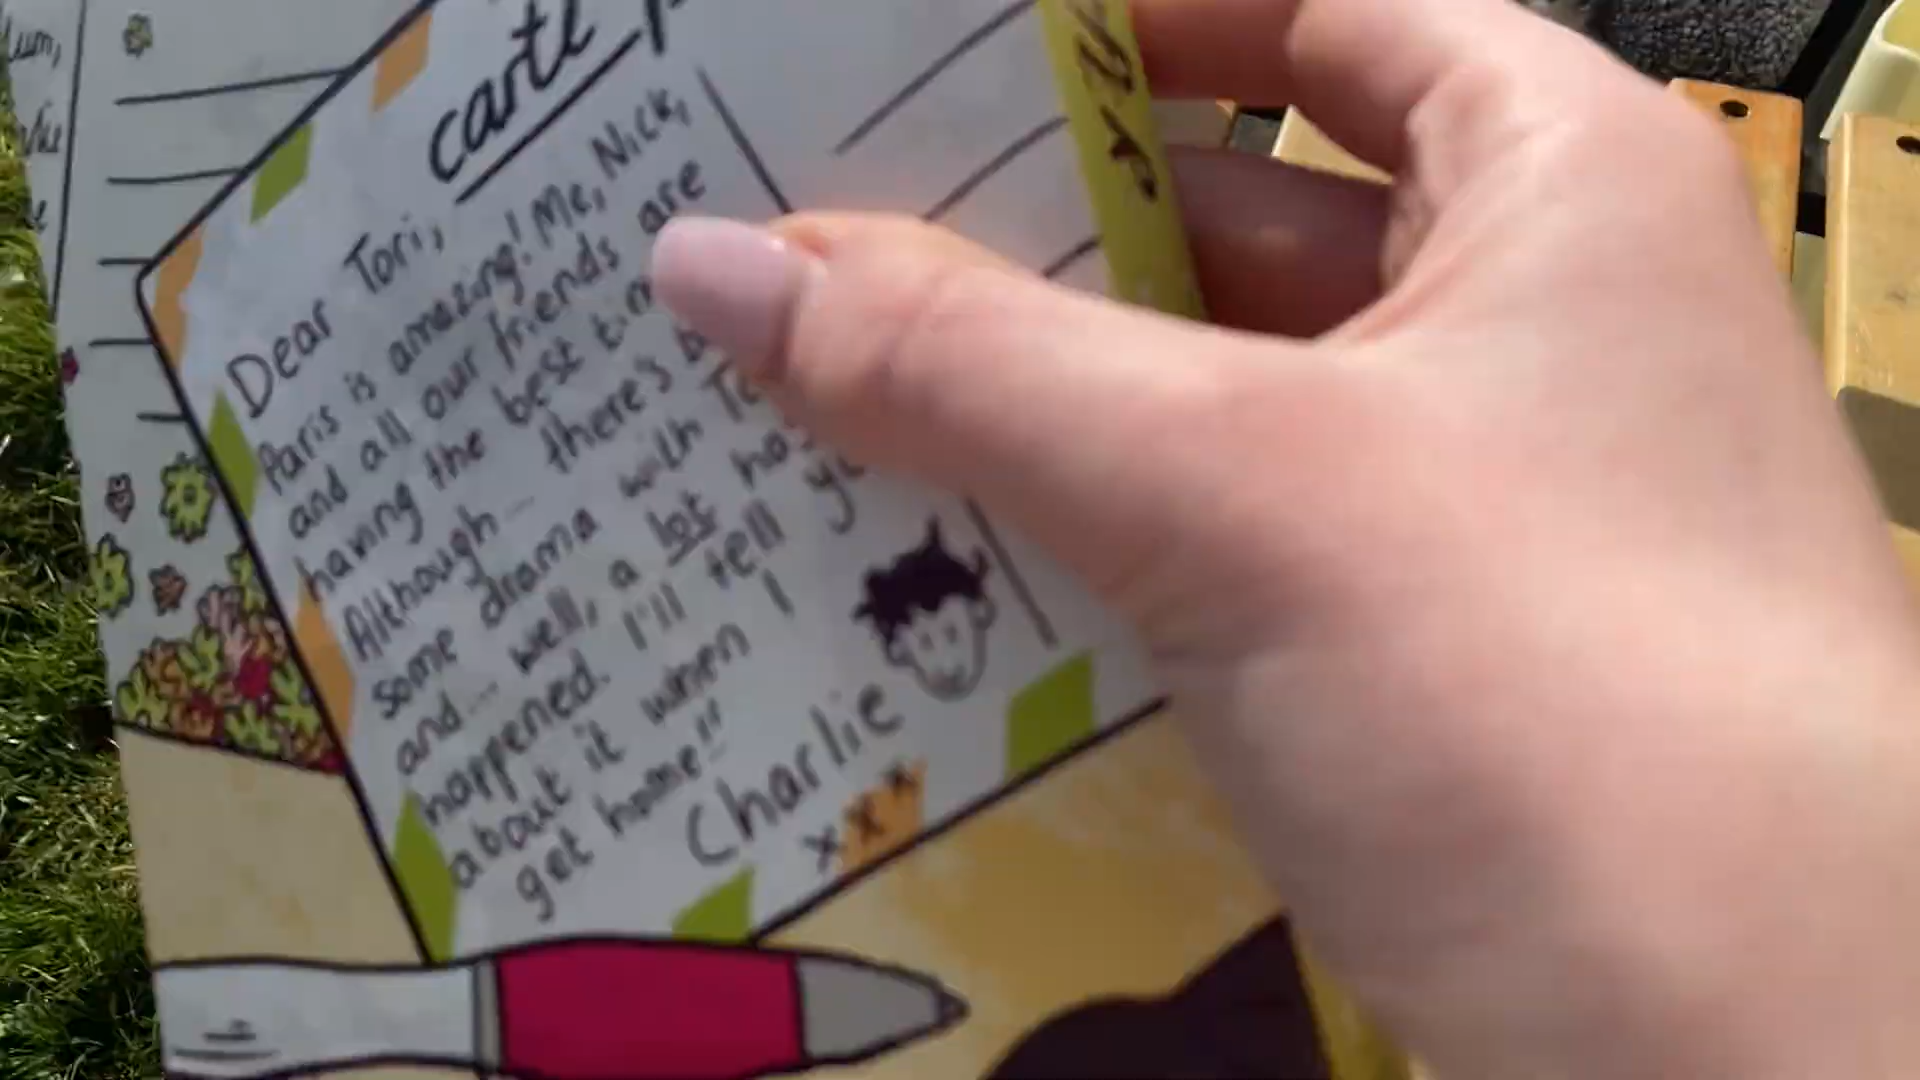 carte
Dear Tori,
Paris is amazing! Me, Nick,
and all our friends are
having the best
Although... there's
some drama with
and... well, a lot
happened. I'll tell
about it when I
get home!!
Charlie
xxx